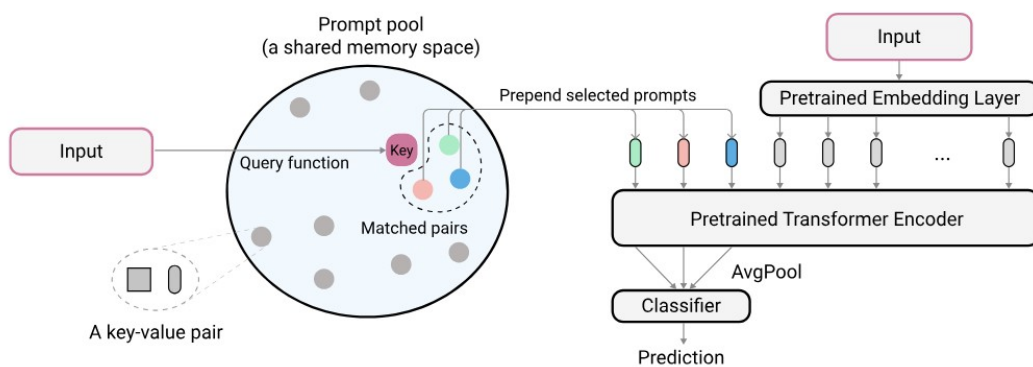 Prompt pool
(a shared memory space)
Input
Query function
Key
Matched pairs
A key-value pair
Prepend selected prompts
Input
Pretrained Embedding Layer
...
Pretrained Transformer Encoder
AvgPool
Classifier
Prediction